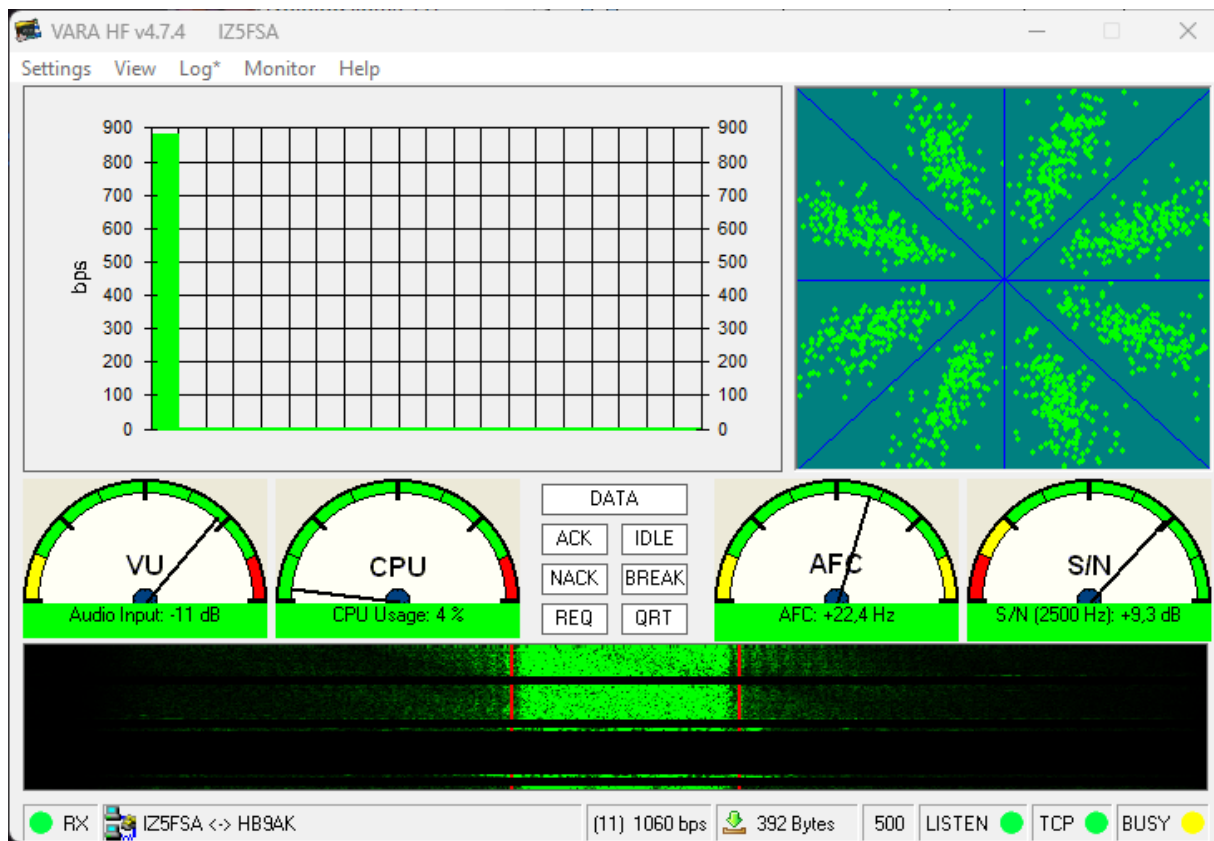 VARA HF v4.7.4 IZ5FSA
Settings View Log* Monitor Help
900 900
800 800
700 700
600 600
500 500
400 400
300 300
200 200
100 100
0 0
bps
DATA
ACK IDLE
NACK BREAK
REQ QRT
VU
Audio Input: -11 dB
CPU
CPU Usage: 4 %
AFC
AFC: +22,4 Hz
S/N
S/N (2500 Hz): +9,3 dB
RX IZ5FSA <-> HB9AK (11) 1060 bps 392 Bytes 500 LISTEN TCP BUSY